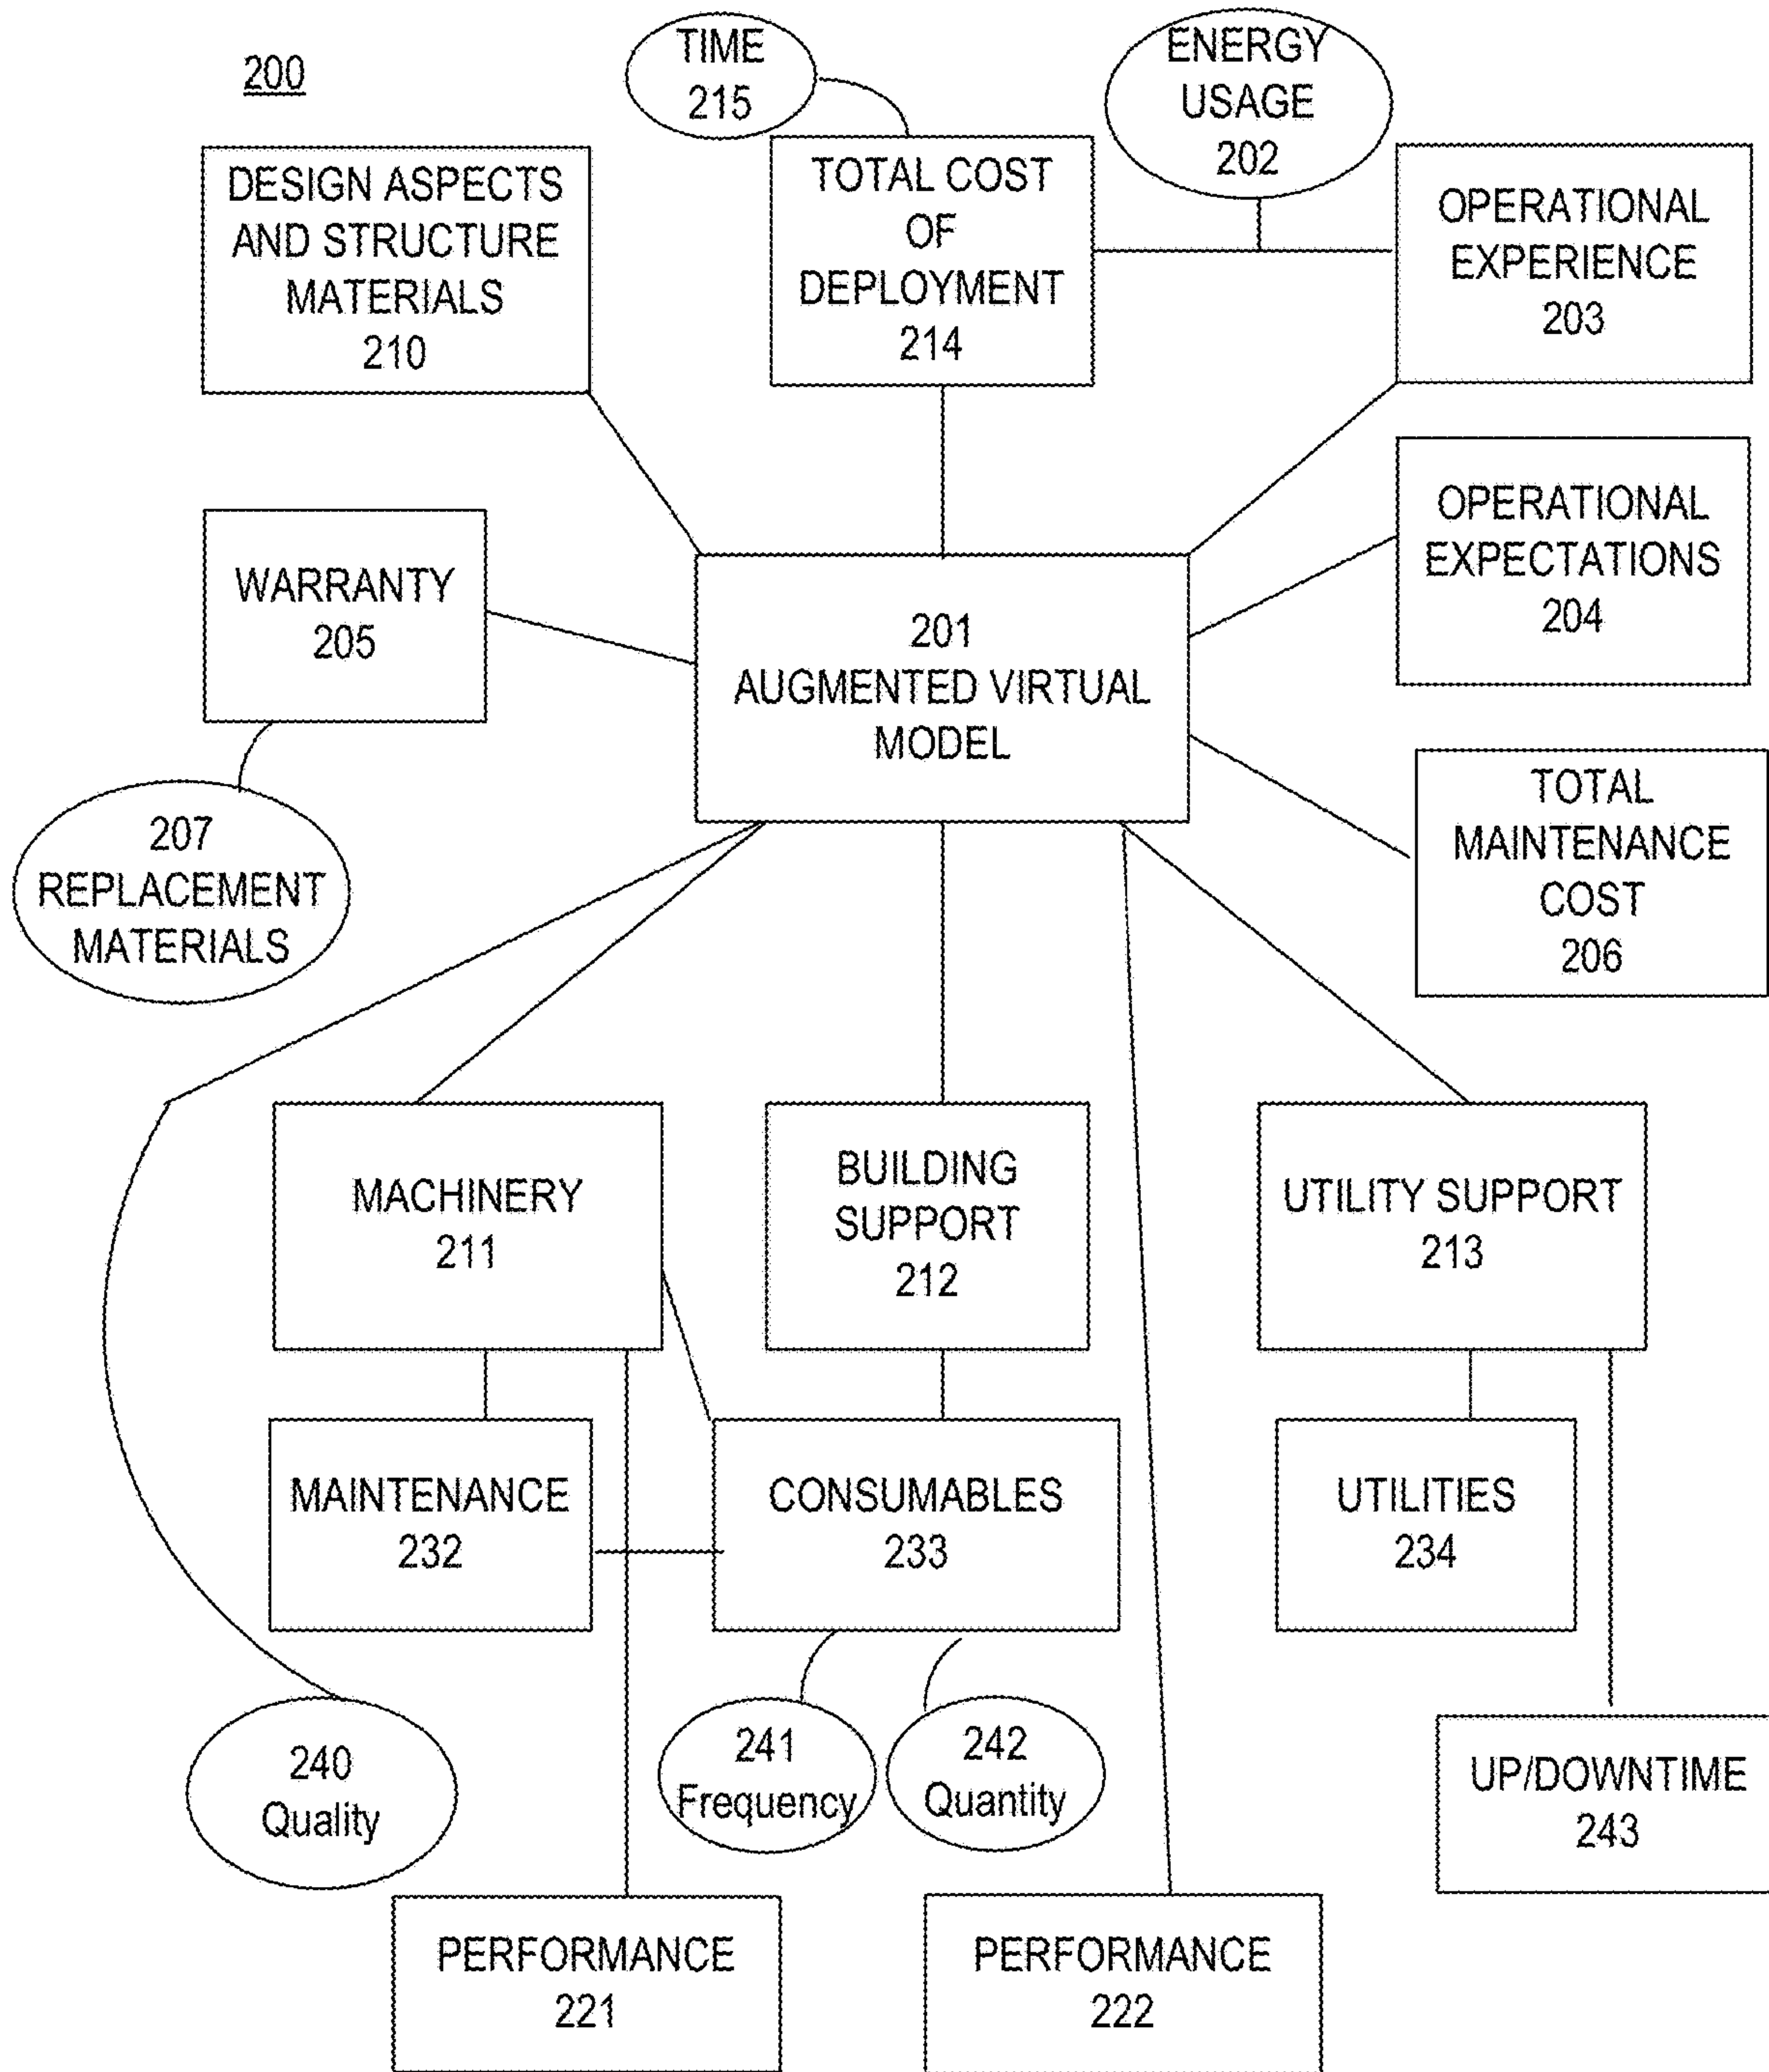 200
TIME
215
ENERGY
USAGE
202
DESIGN ASPECTS
AND STRUCTURE
MATERIALS
210
TOTAL COST
OF
DEPLOYMENT
214
OPERATIONAL
EXPERIENCE
203
OPERATIONAL
EXPECTATIONS
204
WARRANTY
205
201
AUGMENTED VIRTUAL
MODEL
207
REPLACEMENT
MATERIALS
TOTAL
MAINTENANCE
COST
206
MACHINERY
211
BUILDING
SUPPORT
212
UTILITY SUPPORT
213
MAINTENANCE
232
CONSUMABLES
233
UTILITIES
234
240
Quality
241
Frequency
242
Quantity
UP/DOWNTIME
243
PERFORMANCE
221
PERFORMANCE
222